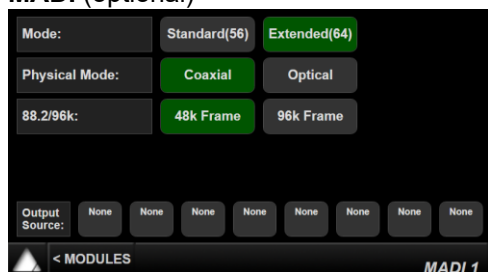 MADI (optional)
Mode: Standard(56) Extended(64)
Physical Mode: Coaxial Optical
88.2/96k: 48k Frame 96k Frame
Output Source: None None None None None None None None
< MODULES MADI 1